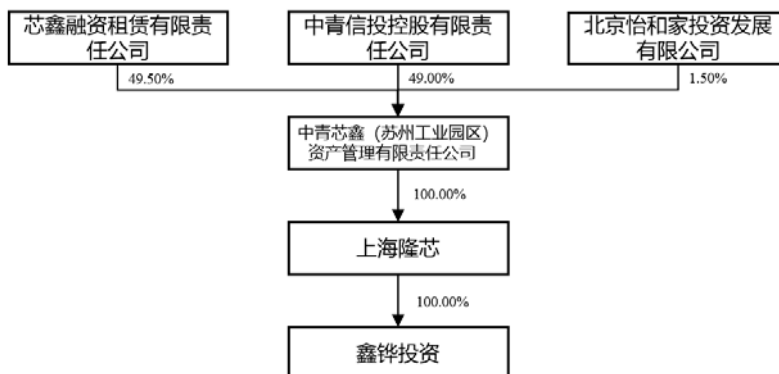 芯鑫融资租赁有限责
任公司
中青信投控股有限责
任公司
北京怡和家投资发展
有限公司
49.50%
49.00%
1.50%
中青芯鑫（苏州工业园区）
资产管理有限责任公司
100.00%
上海隆芯
100.00%
鑫铧投资